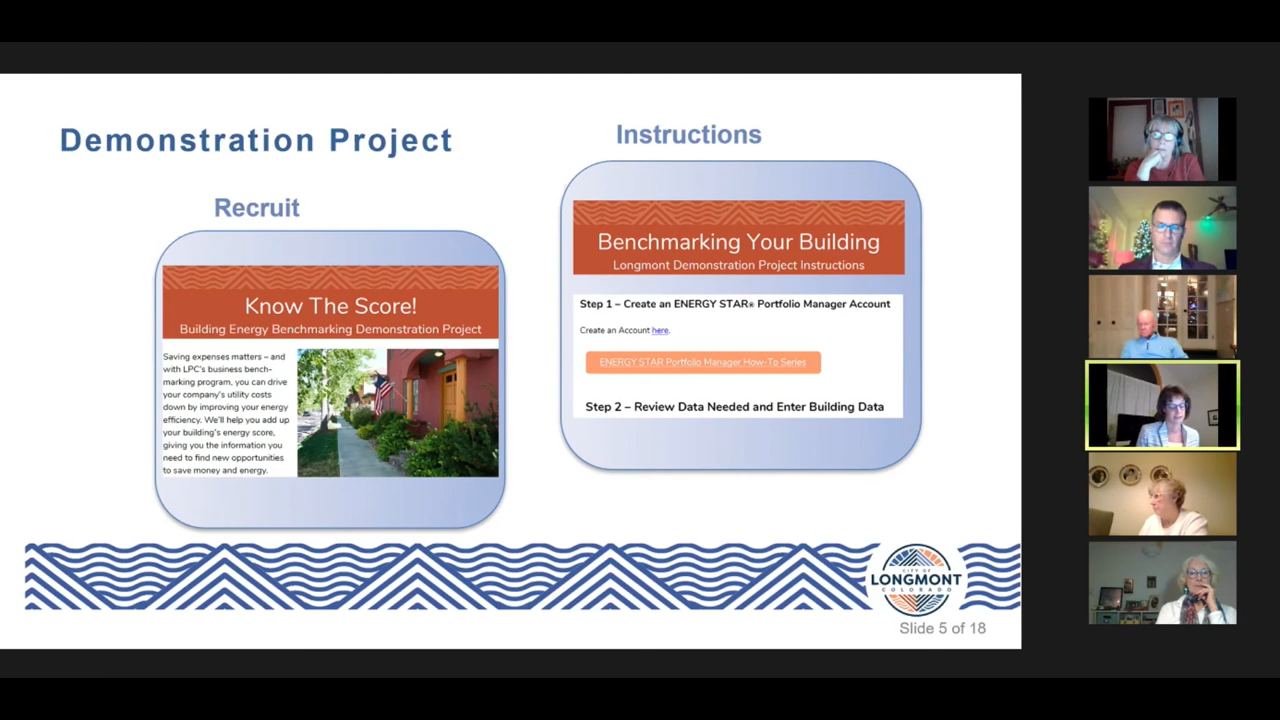 Demonstration Project
Recruit
Know The Score!
Building Energy Benchmarking Demonstration Project
Saving expenses matters – and
with LPC's business bench-
marking program, you can drive
your company's utility costs
down by improving your energy
efficiency. We'll help you add up
your building's energy score,
giving you the information you
need to find new opportunities
to save money and energy.
Instructions
Benchmarking Your Building
Longmont Demonstration Project Instructions
Step 1 – Create an ENERGY STAR® Portfolio Manager Account
Create an Account here.
ENERGY STAR Portfolio Manager How-To Series
Step 2 – Review Data Needed and Enter Building Data
CITY OF
LONGMONT
COLORADO
Slide 5 of 18